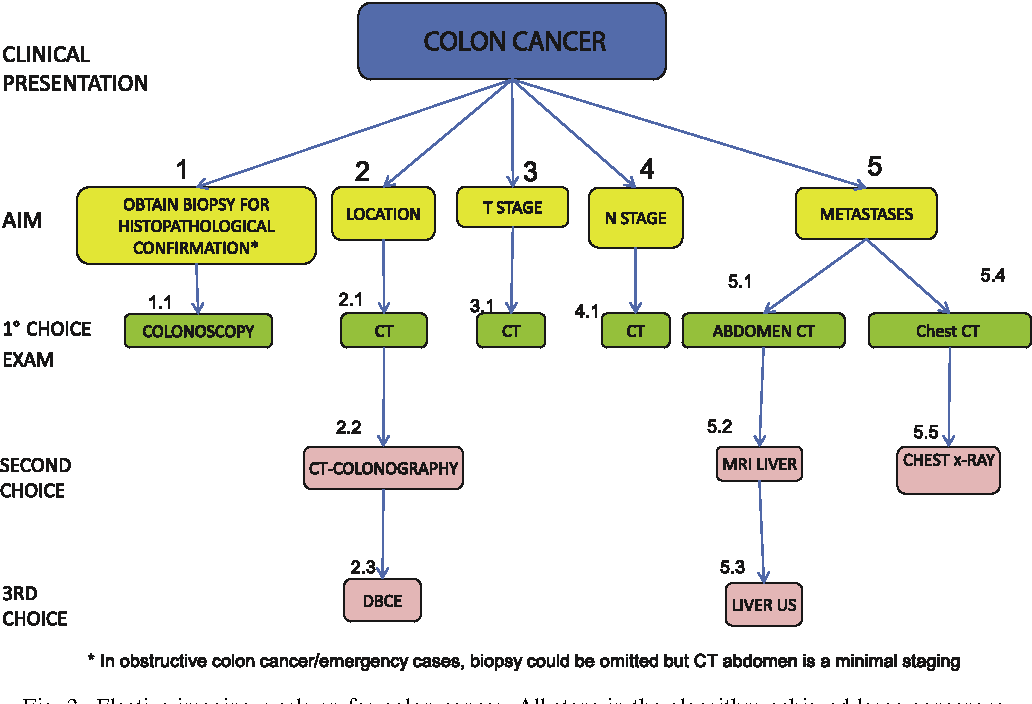 COLON CANCER
CLINICAL
PRESENTATION
1
2
3
4
5
AIM
OBTAIN BIOPSY FOR
HISTOPATHOLOGICAL
CONFIRMATION*
LOCATION
T STAGE
N STAGE
METASTASES
1.1
2.1
3.1
4.1
5.1
5.4
1° CHOICE
EXAM
COLONOSCOPY
CT
CT
CT
ABDOMEN CT
Chest CT
2.2
5.2
5.5
SECOND
CHOICE
CT-COLONOGRAPHY
MRI LIVER
CHEST x-RAY
2.3
5.3
3RD
CHOICE
DBCE
LIVER US
* In obstructive colon cancer/emergency cases, biopsy could be omitted but CT abdomen is a minimal staging